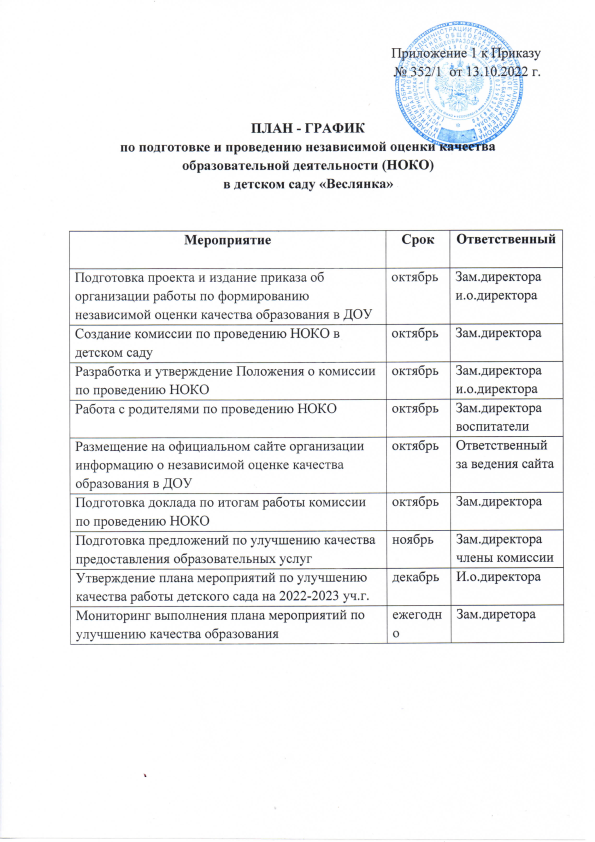 Приложение 1 к Приказу
№ 352/1 от 13.10.2022 г.
ПЛАН - ГРАФИК
по подготовке и проведению независимой оценки качества
образовательной деятельности (НОКО)
в детском саду «Веслянка»
Мероприятие Срок Ответственный
Подготовка проекта и издание приказа об октябрь Зам.директора
организации работы по формированию и.о.директора
независимой оценки качества образования в ДОУ
Создание комиссии по проведению НОКО в октябрь Зам.директора
детском саду
Разработка и утверждение Положения о комиссии октябрь Зам.директора
по проведению НОКО и.о.директора
Работа с родителями по проведению НОКО октябрь Зам.директора
воспитатели
Размещение на официальном сайте организации октябрь Ответственный
информацию о независимой оценке качества за ведения сайта
образования в ДОУ
Подготовка доклада по итогам работы комиссии октябрь Зам.директора
по проведению НОКО
Подготовка предложений по улучшению качества ноябрь Зам.директора
предоставления образовательных услуг члены комиссии
Утверждение плана мероприятий по улучшению декабрь И.о.директора
качества работы детского сада на 2022-2023 уч.г.
Мониторинг выполнения плана мероприятий по ежегодн Зам.диретора
улучшению качества образования о